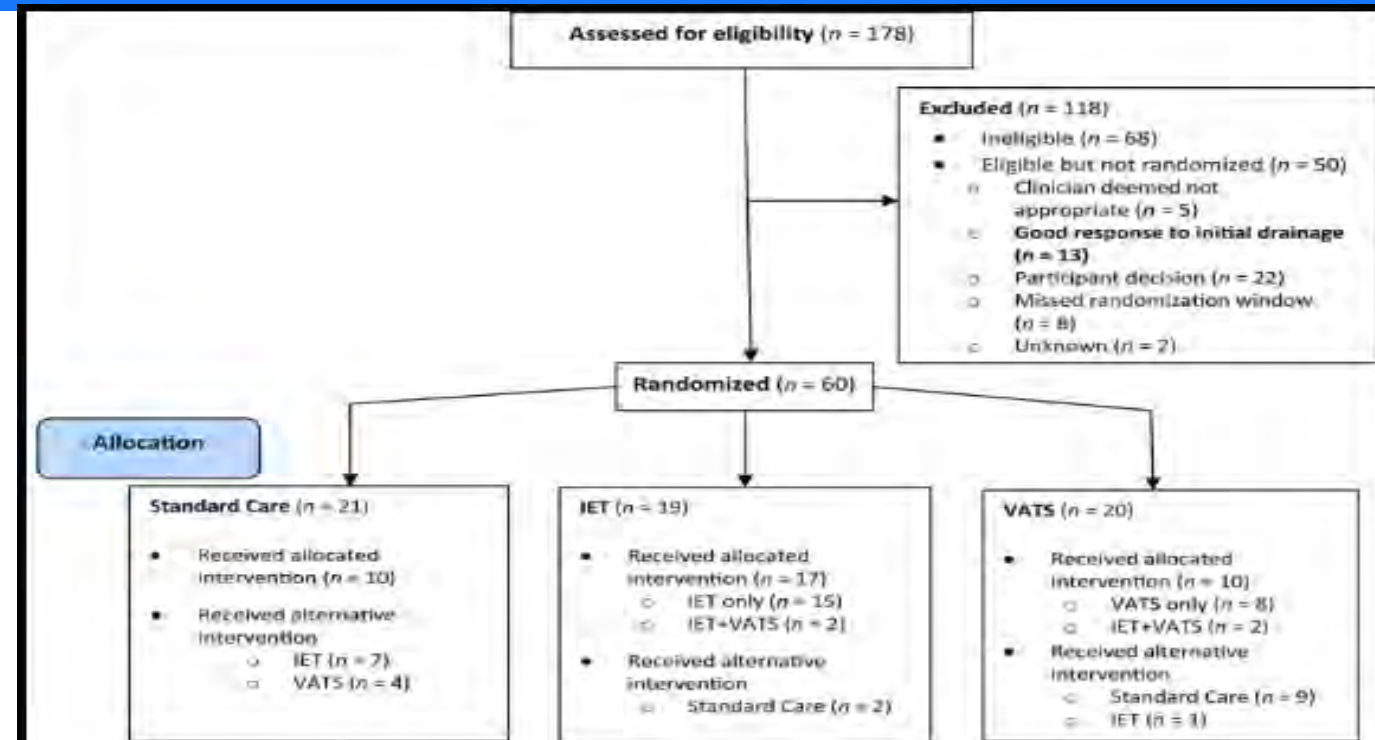 Assessed for eligibility (n = 178)
Excluded (n = 118)
• Ineligible (n = 68)
• Eligible but not randomized (n = 50)
o Clinician deemed not
appropriate (n = 5)
o Good response to initial drainage
(n = 13)
o Participant decision (n = 22)
o Missed randomization window
(n = 8)
o Unknown (n = 2)
Randomized (n = 60)
Allocation
Standard Care (n = 21)
• Received allocated
intervention (n = 10)
• Received alternative
intervention
o IET (n = 7)
o VATS (n = 4)
IET (n = 19)
• Received allocated
intervention (n = 17)
o IET only (n = 15)
o IET+VATS (n = 2)
• Received alternative
intervention
o Standard Care (n = 2)
VATS (n = 20)
• Received allocated
intervention (n = 10)
o VATS only (n = 8)
o IET+VATS (n = 2)
• Received alternative
intervention
o Standard Care (n = 9)
o IET (n = 1)